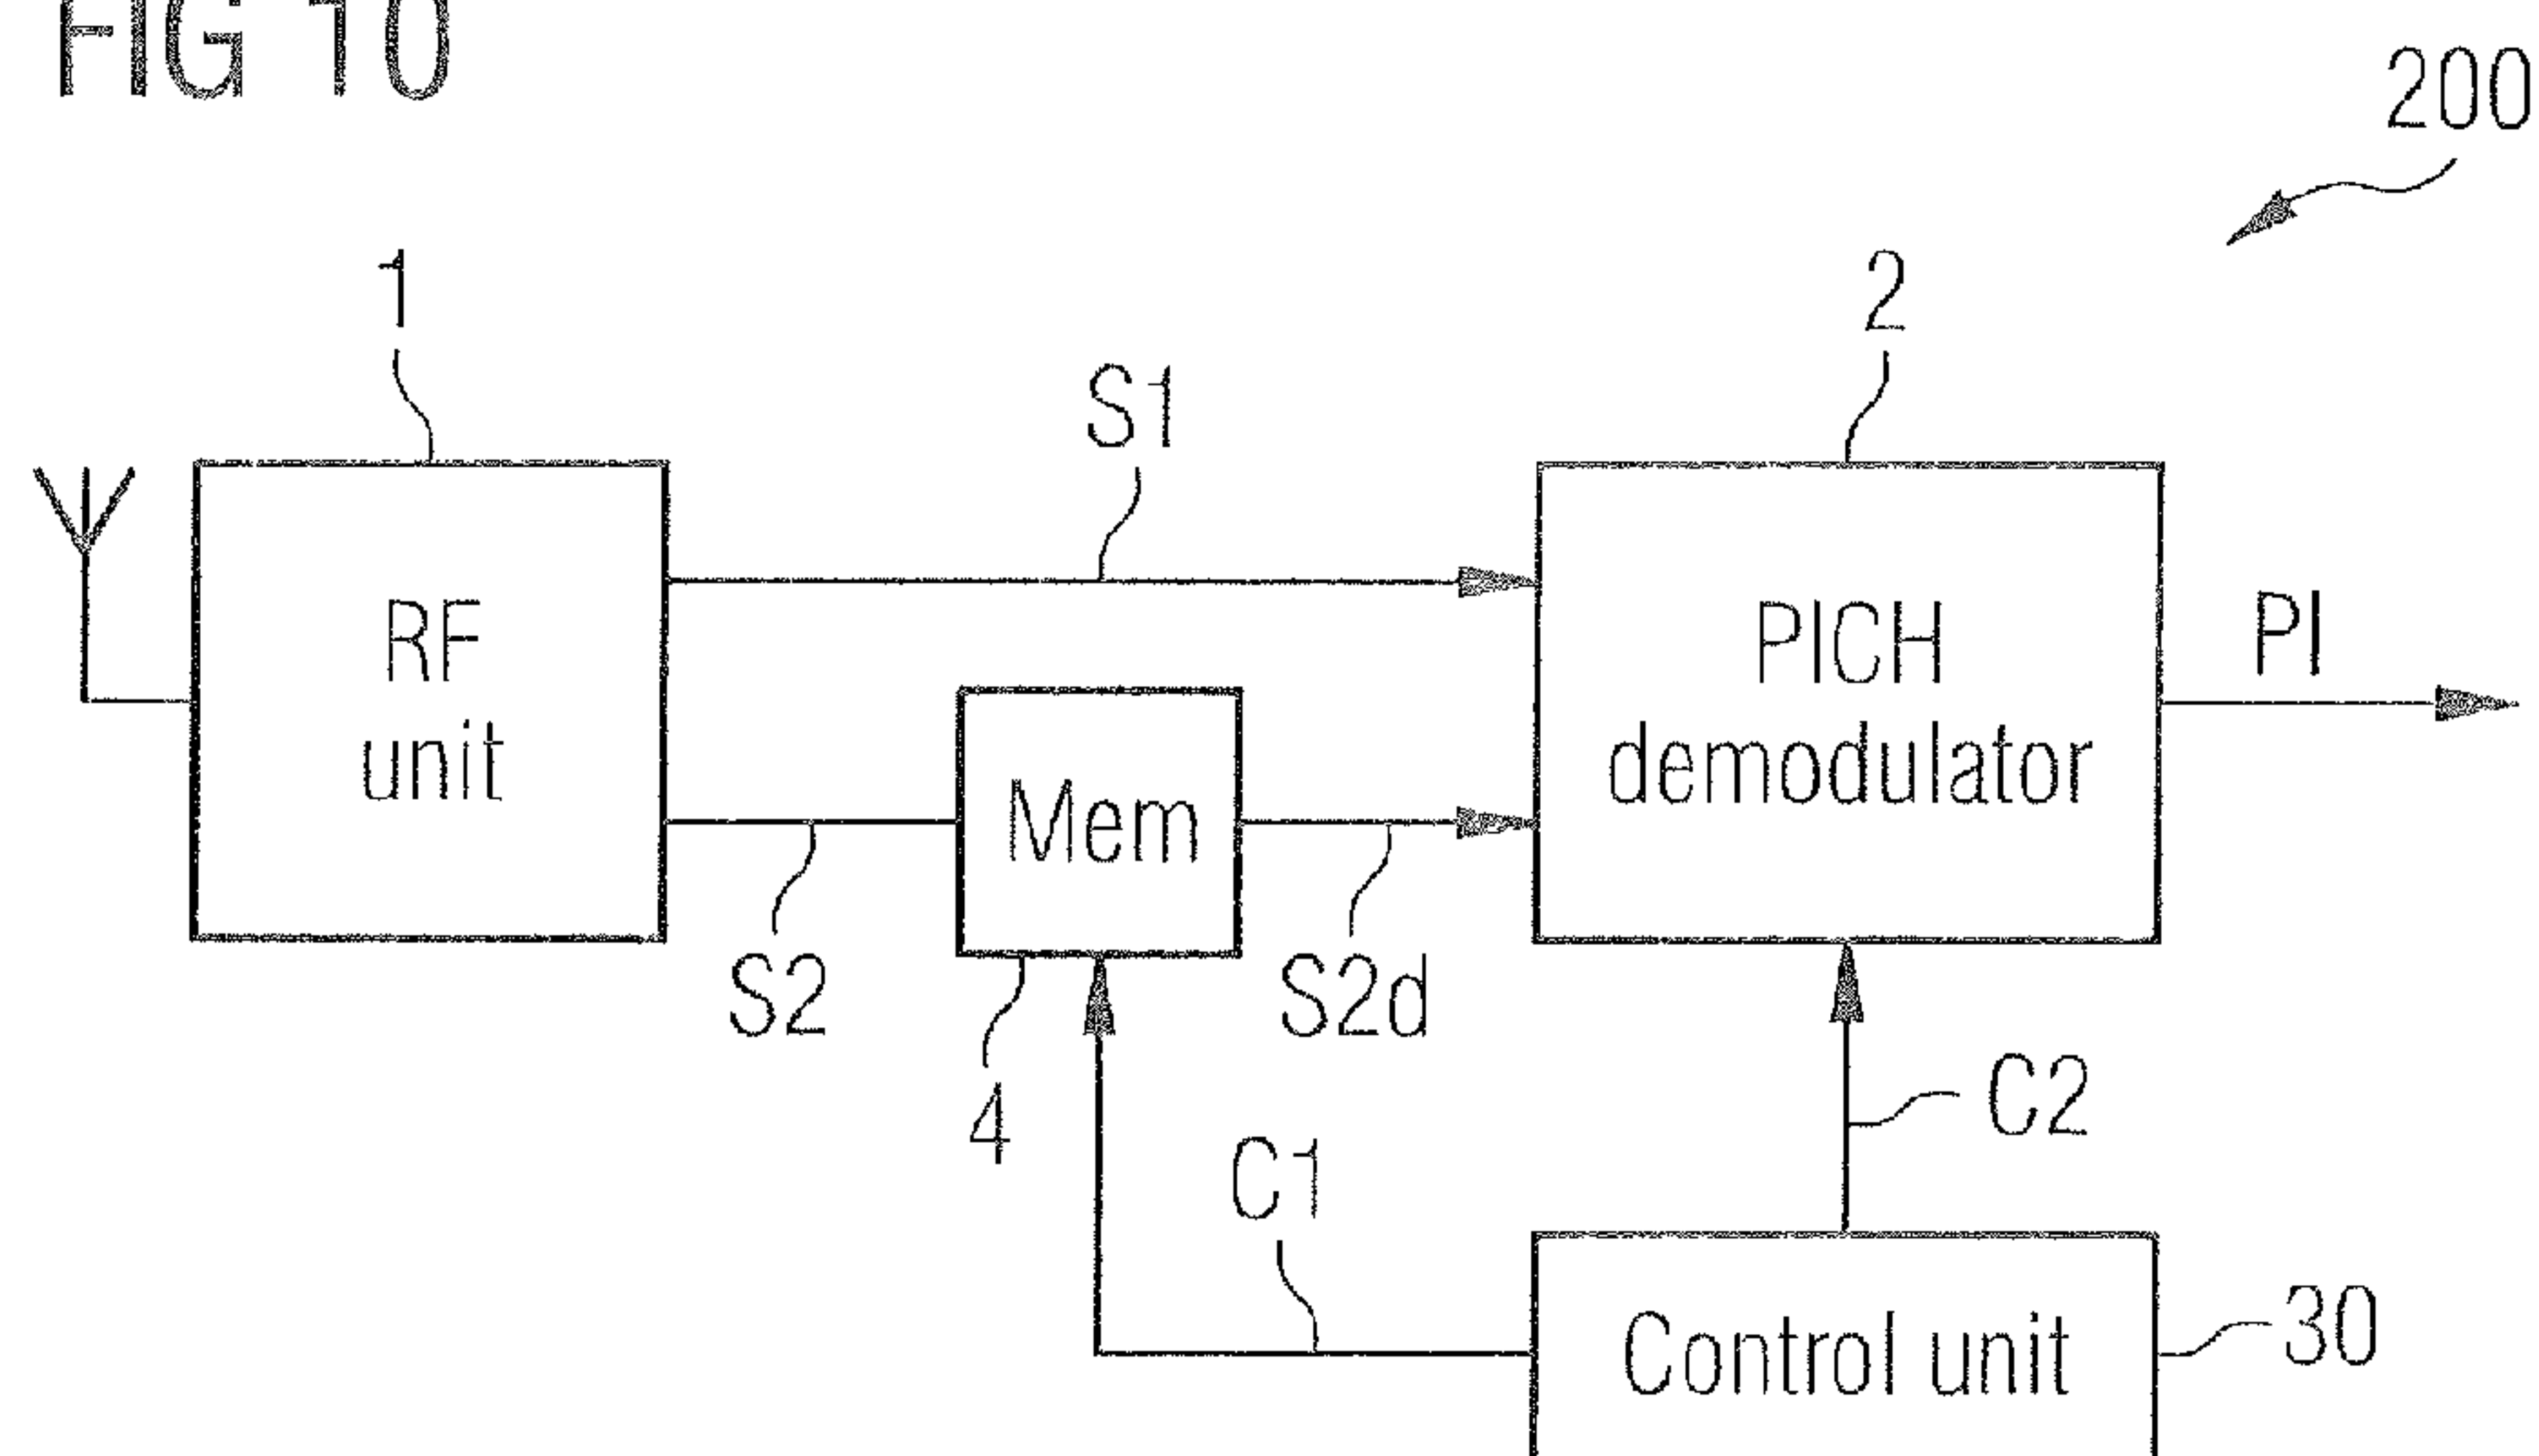 FIG 10
200
1
2
S1
RF
unit
PICH
demodulator
PI
Mem
S2
S2d
4
C2
C1
Control unit
30